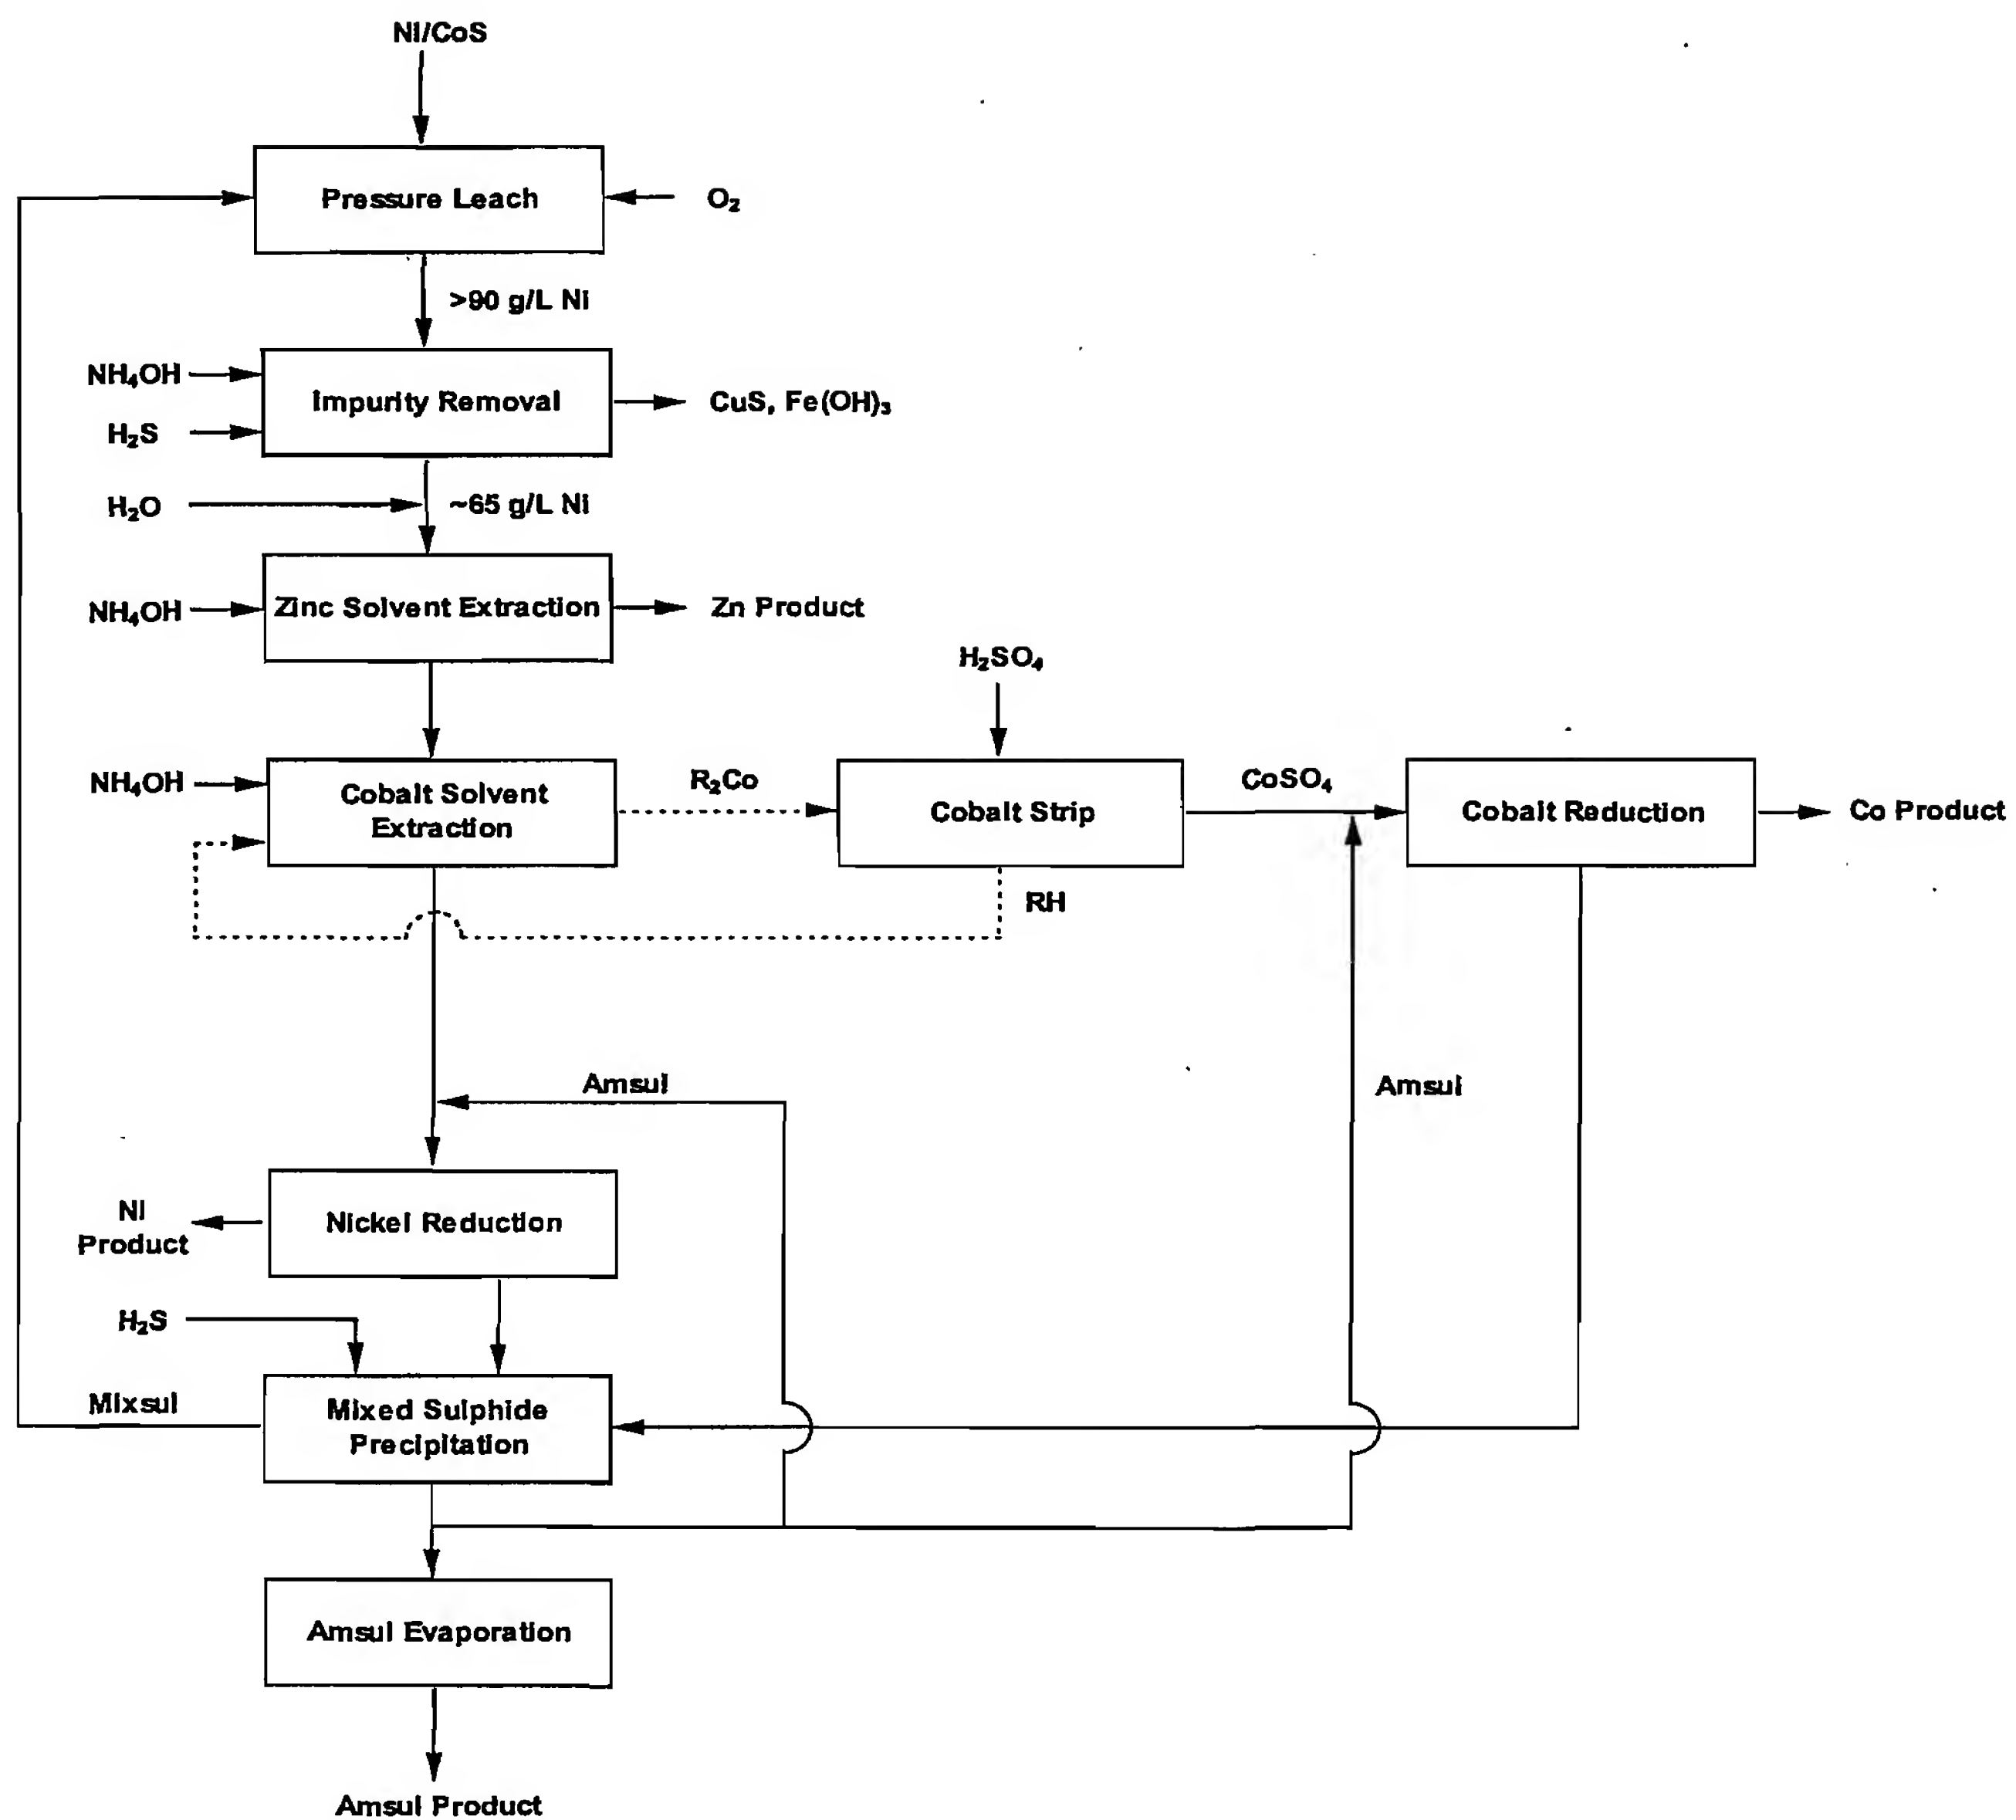 Ni/CoS
Pressure Leach
O₂
>90 g/L Ni
NH₄OH
Impurity Removal
CuS, Fe(OH)₃
H₂S
H₂O
~65 g/L Ni
NH₄OH
Zinc Solvent Extraction
Zn Product
H₂SO₄
NH₄OH
Cobalt Solvent
Extraction
R₂Co
Cobalt Strip
CoSO₄
Cobalt Reduction
Co Product
RH
Amsul
Amsul
Ni
Product
Nickel Reduction
H₂S
Mixsul
Mixed Sulphide
Precipitation
Amsul Evaporation
Amsul Product